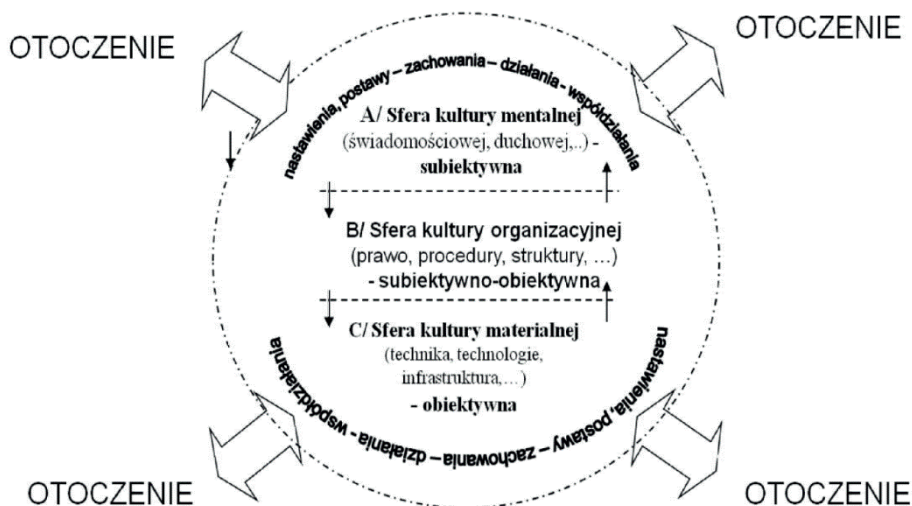 OTOCZENIE
OTOCZENIE
nastawienia, postawy – zachowania – działania - współdziałania
A/ Sfera kultury mentalnej
(świadomościowej, duchowej,..) -
subiektywna
B/ Sfera kultury organizacyjnej
(prawo, procedury, struktury, …)
- subiektywno-obiektywna
C/ Sfera kultury materialnej
(technika, technologie,
infrastruktura,…)
- obiektywna
nastawienia, postawy – zachowania – działania - współdziałania
OTOCZENIE
OTOCZENIE